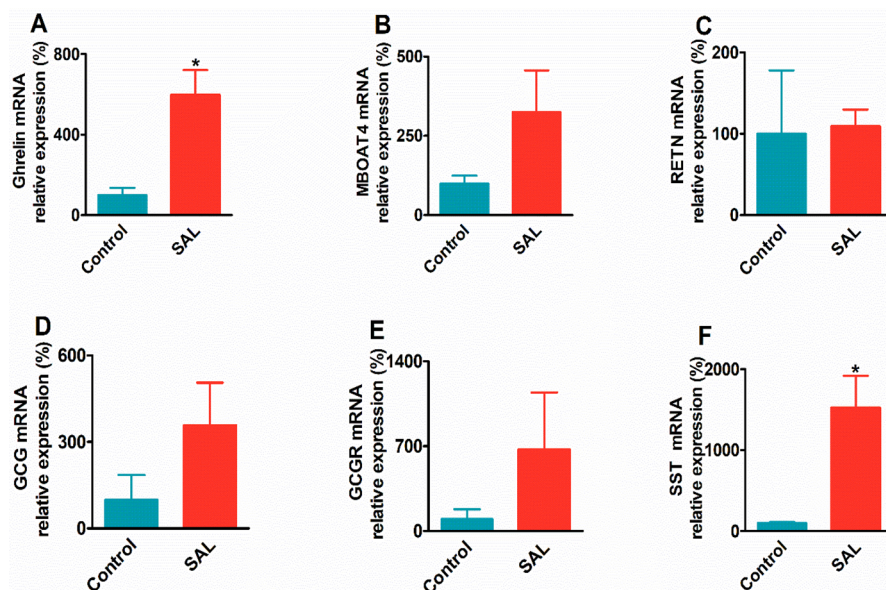 A
Ghrelin mRNA
relative expression (%)
800
400
0
*
Control
SAL
B
MBOAT4 mRNA
relative expression (%)
500
250
0
Control
SAL
C
RETN mRNA
relative expression (%)
200
100
0
Control
SAL
D
GCG mRNA
relative expression (%)
600
300
0
Control
SAL
E
GCGR mRNA
relative expression (%)
1400
700
0
Control
SAL
F
SST mRNA
relative expression (%)
2000
1000
0
*
Control
SAL